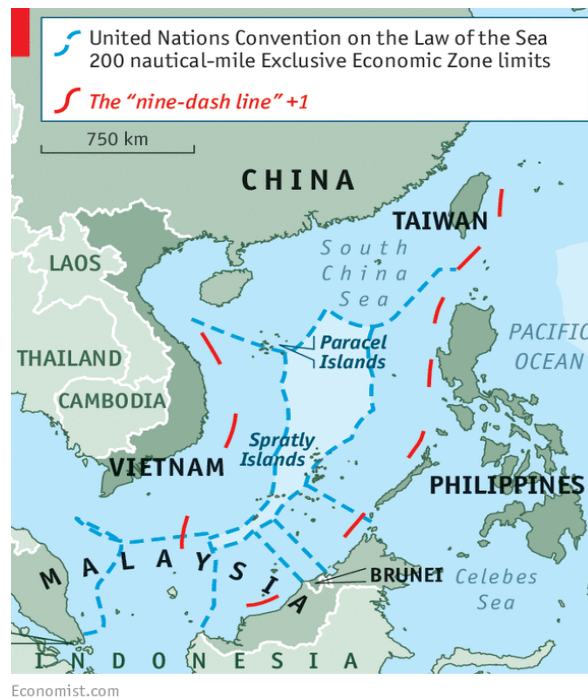 United Nations Convention on the Law of the Sea
200 nautical-mile Exclusive Economic Zone limits
The “nine-dash line” +1
750 km
CHINA
TAIWAN
South
China
Sea
LAOS
Paracel
Islands
PACIFIC
OCEAN
THAILAND
CAMBODIA
Spratly
Islands
VIETNAM
PHILIPPINES
MALAYSIA
BRUNEI
Celebes
Sea
INDONESIA
Economist.com